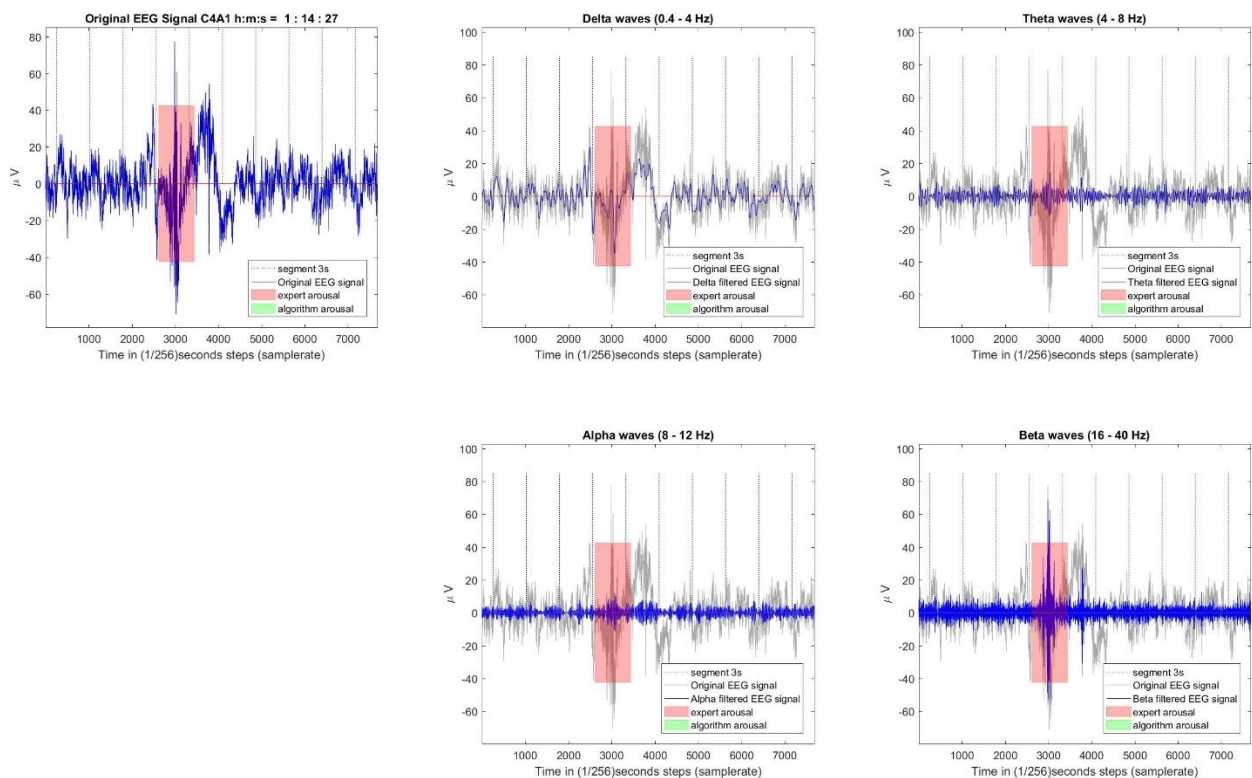 Original EEG Signal C4A1 h:m:s = 1 : 14 : 27
80
60
40
20
0
-20
-40
-60
μ V
segment 3s
Original EEG signal
expert arousal
algorithm arousal
1000 2000 3000 4000 5000 6000 7000
Time in (1/256)seconds steps (samplerate)
Delta waves (0.4 - 4 Hz)
100
80
60
40
20
0
-20
-40
-60
μ V
segment 3s
Original EEG signal
Delta filtered EEG signal
expert arousal
algorithm arousal
1000 2000 3000 4000 5000 6000 7000
Time in (1/256)seconds steps (samplerate)
Theta waves (4 - 8 Hz)
100
80
60
40
20
0
-20
-40
-60
μ V
segment 3s
Original EEG signal
Theta filtered EEG signal
expert arousal
algorithm arousal
1000 2000 3000 4000 5000 6000 7000
Time in (1/256)seconds steps (samplerate)
Alpha waves (8 - 12 Hz)
100
80
60
40
20
0
-20
-40
-60
μ V
segment 3s
Original EEG signal
Alpha filtered EEG signal
expert arousal
algorithm arousal
1000 2000 3000 4000 5000 6000 7000
Time in (1/256)seconds steps (samplerate)
Beta waves (16 - 40 Hz)
100
80
60
40
20
0
-20
-40
-60
μ V
segment 3s
Original EEG signal
Beta filtered EEG signal
expert arousal
algorithm arousal
1000 2000 3000 4000 5000 6000 7000
Time in (1/256)seconds steps (samplerate)